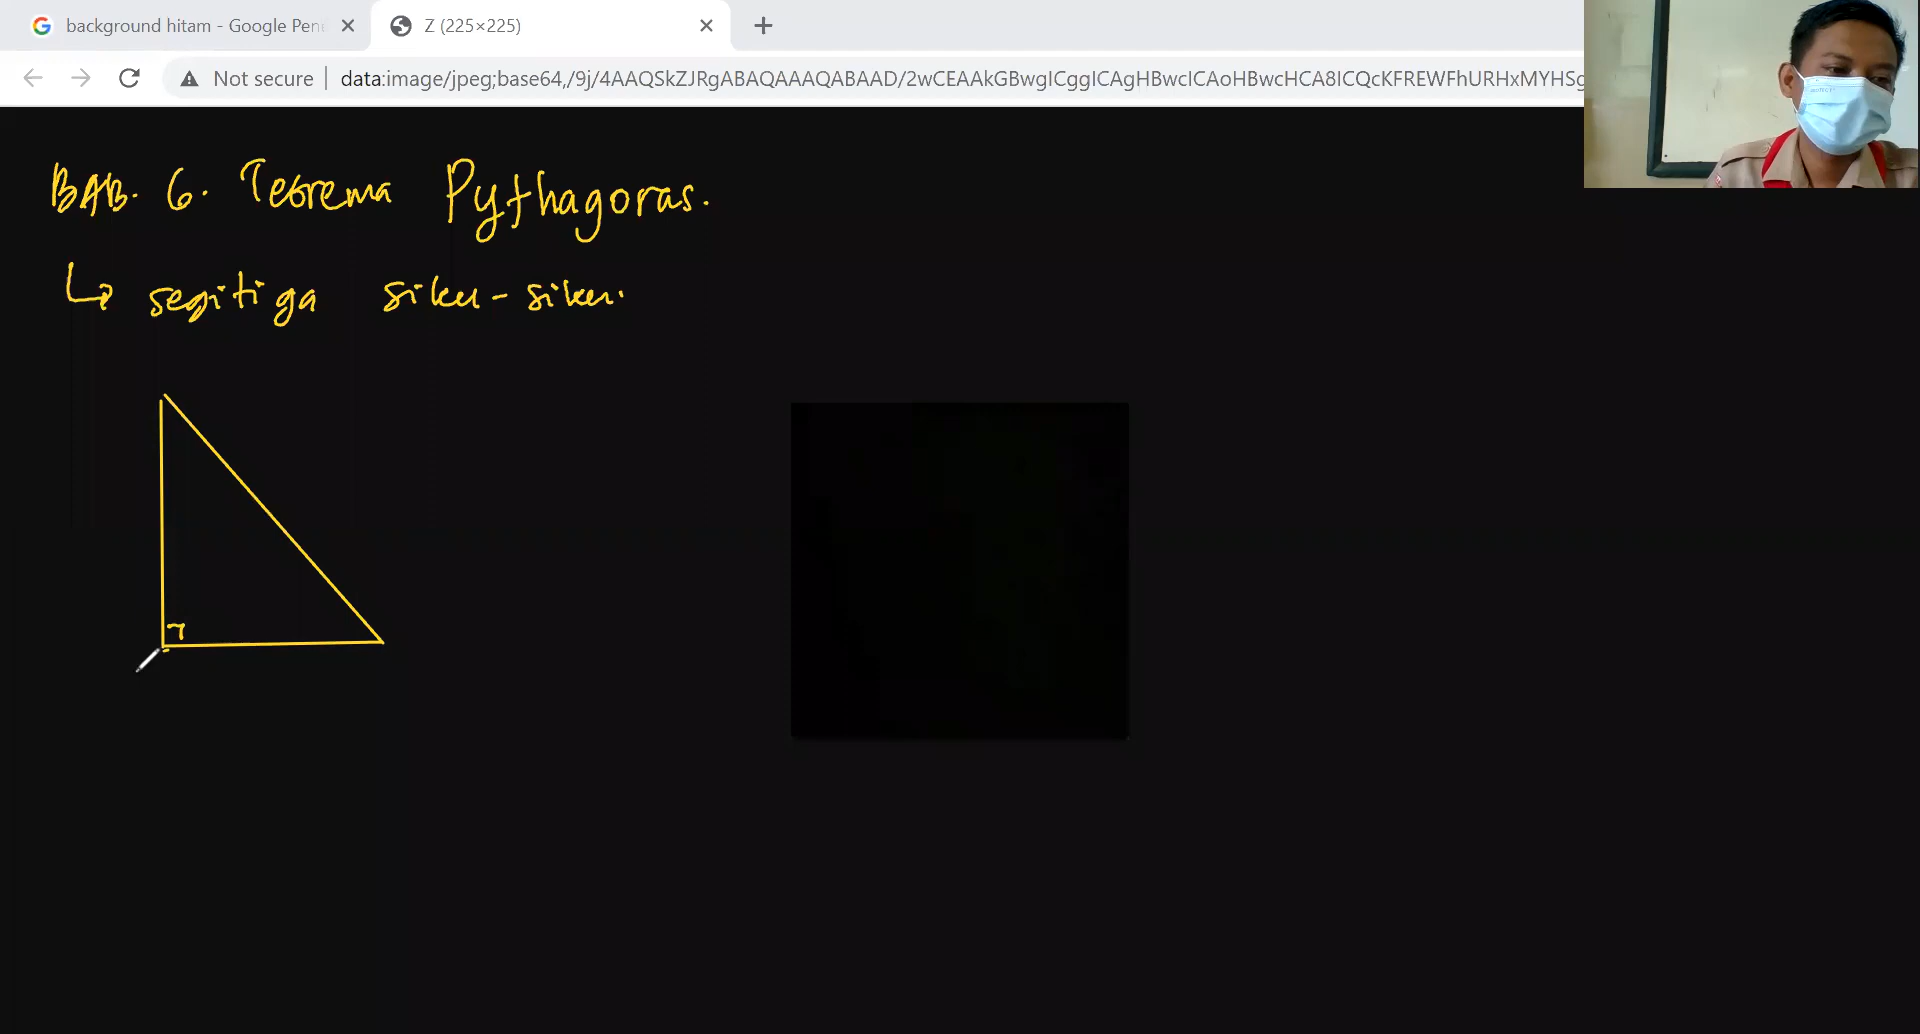 background hitam - Google Pen
Z (225×225)
Not secure
data:image/jpeg;base64,/9j/4AAQSkZJRgABAQAAAQABAAD/2wCEAAkGBwgICggICAgHBwcICAoHBwcHCA8ICQcKFREWFhURHxMYHSg
BAB. 6. Teorema Pythagoras.
↳ segitiga siku-siku.